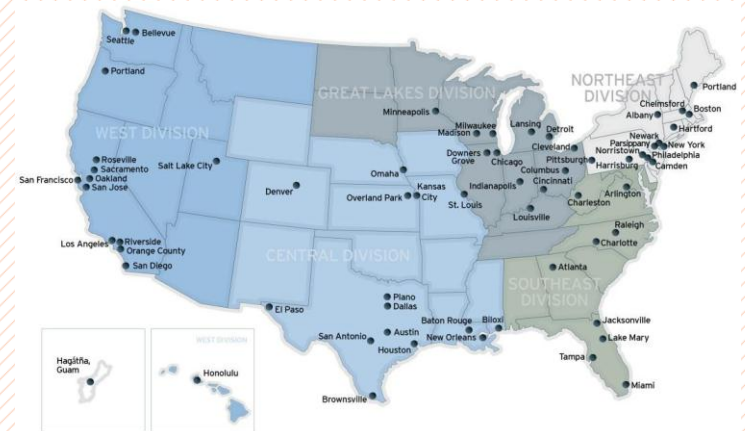 Seattle
Bellevue
Portland
WEST DIVISION
Roseville
Sacramento
San Francisco
Oakland
San Jose
Salt Lake City
Los Angeles
Riverside
Orange County
San Diego
GREAT LAKES DIVISION
Minneapolis
Milwaukee
Madison
Lansing
Detroit
Downers
Grove
Chicago
Cleveland
Columbus
Indianapolis
Cincinnati
Louisville
NORTHEAST
DIVISION
Portland
Chelmsford
Boston
Albany
Hartford
Newark
Parsippany
New York
Norristown
Philadelphia
Pittsburgh
Harrisburg
Camden
Denver
Omaha
Overland Park
Kansas
City
St. Louis
CENTRAL DIVISION
El Paso
Plano
Dallas
Austin
San Antonio
Houston
Baton Rouge
Biloxi
New Orleans
Brownsville
Arlington
Charleston
Raleigh
Charlotte
Atlanta
SOUTHEAST
DIVISION
Jacksonville
Lake Mary
Tampa
Miami
Hagåtña,
Guam
WEST DIVISION
Honolulu